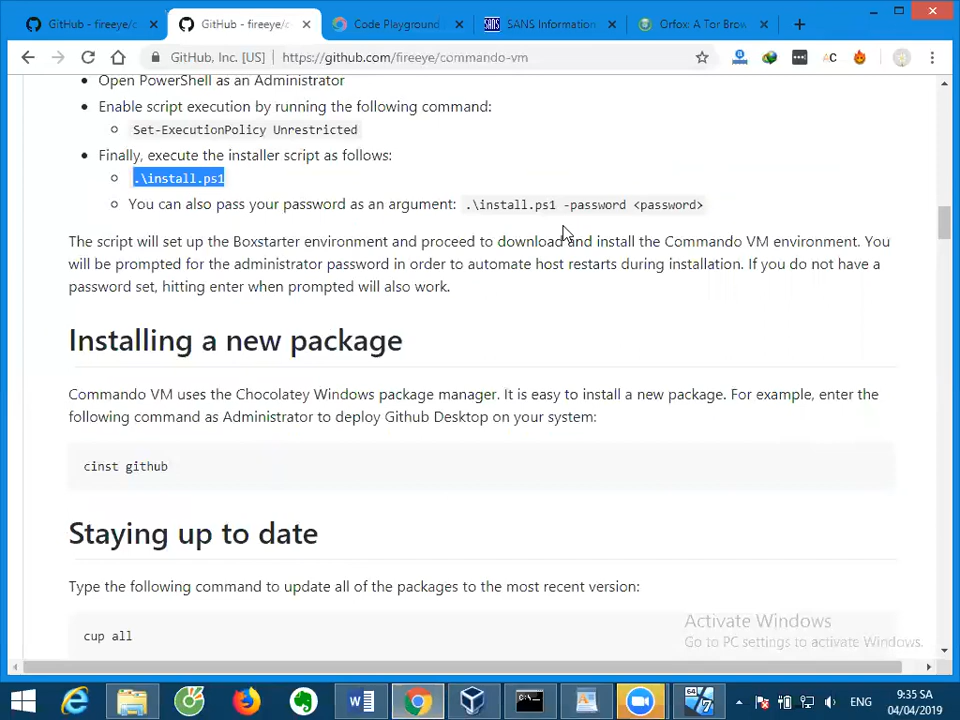 GitHub - fireeye/c
GitHub - fireeye/c
Code Playground
SANS Information
Orfox: A Tor Brow
GitHub, Inc. [US]
https://github.com/fireeye/commando-vm
AC
Open PowerShell as an Administrator
Enable script execution by running the following command:
Set-ExecutionPolicy Unrestricted
Finally, execute the installer script as follows:
.\install.ps1
You can also pass your password as an argument: .\install.ps1 -password <password>
The script will set up the Boxstarter environment and proceed to download and install the Commando VM environment. You
will be prompted for the administrator password in order to automate host restarts during installation. If you do not have a
password set, hitting enter when prompted will also work.
Installing a new package
Commando VM uses the Chocolatey Windows package manager. It is easy to install a new package. For example, enter the
following command as Administrator to deploy Github Desktop on your system:
cinst github
Staying up to date
Type the following command to update all of the packages to the most recent version:
cup all
Activate Windows
Go to PC settings to activate Windows.
ENG
9:35 SA
04/04/2019